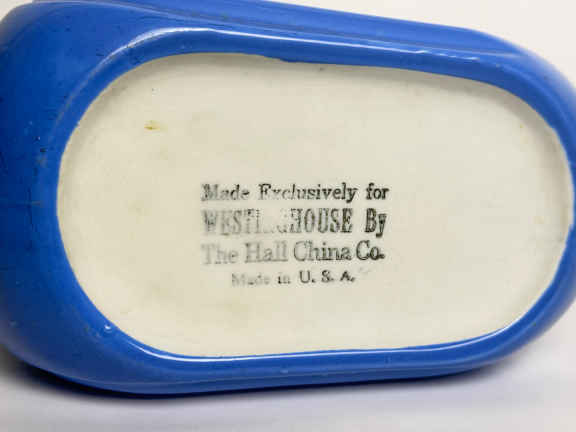 Made Exclusively for
WESTINGHOUSE By
The Hall China Co.
Made in U. S. A.